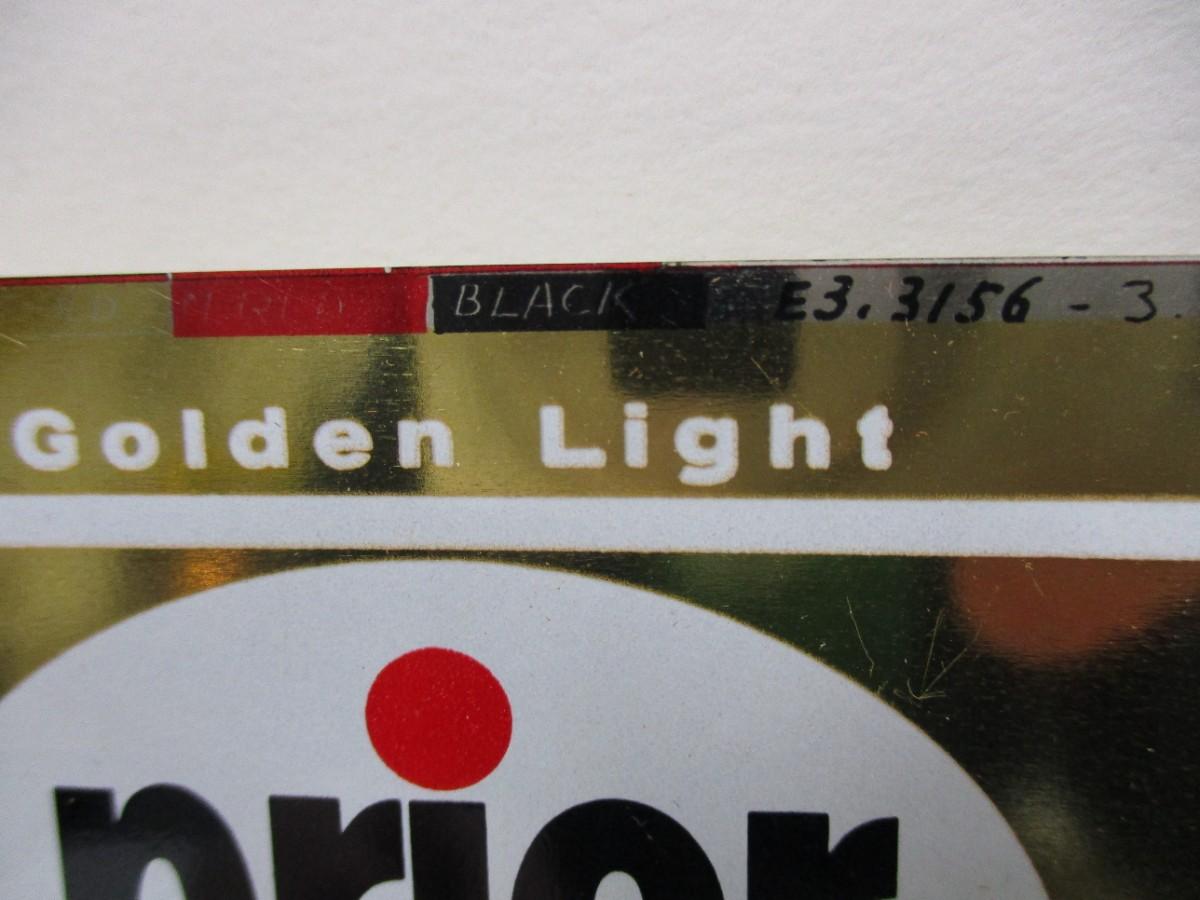 BLACK E3.3156 - 3.
Golden Light
prior